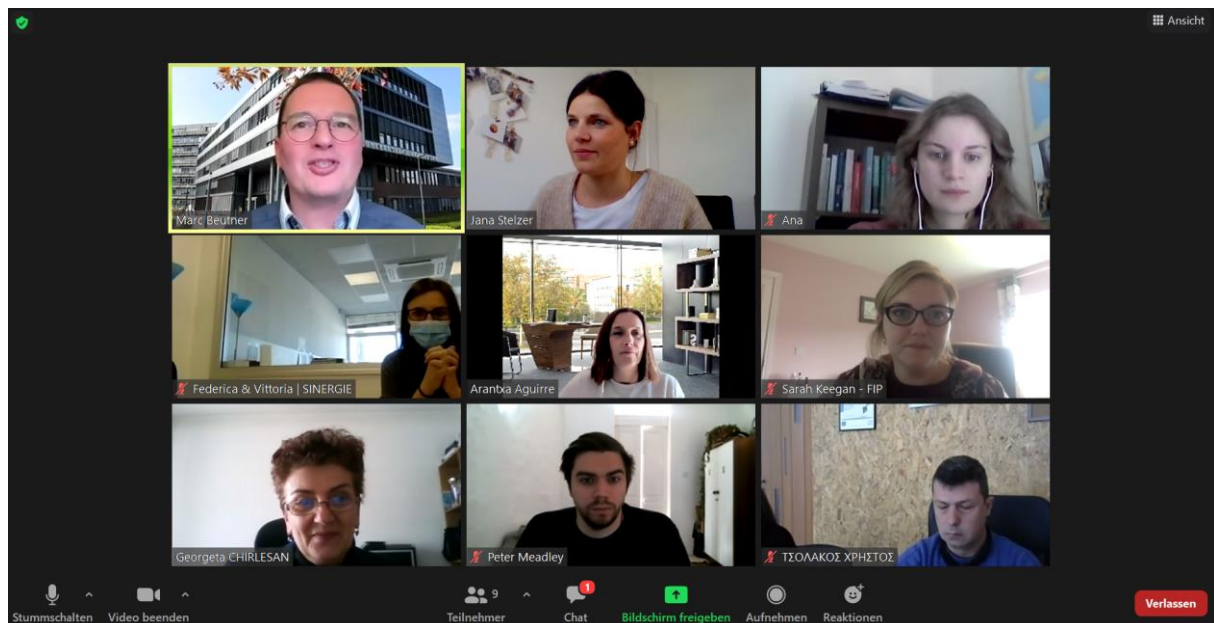 Ansicht
Marc Beutner
Jana Stelzer
Ana
Federica & Vittoria | SINERGIE
Arantxa Aguirre
Sarah Keegan - FIP
Georgeta CHIRLESAN
Peter Meadley
ΤΣΟΛΑΚΟΣ ΧΡΗΣΤΟΣ
Stummschalten
Video beenden
9
Teilnehmer
1
Chat
Bildschirm freigeben
Aufnehmen
Reaktionen
Verlassen